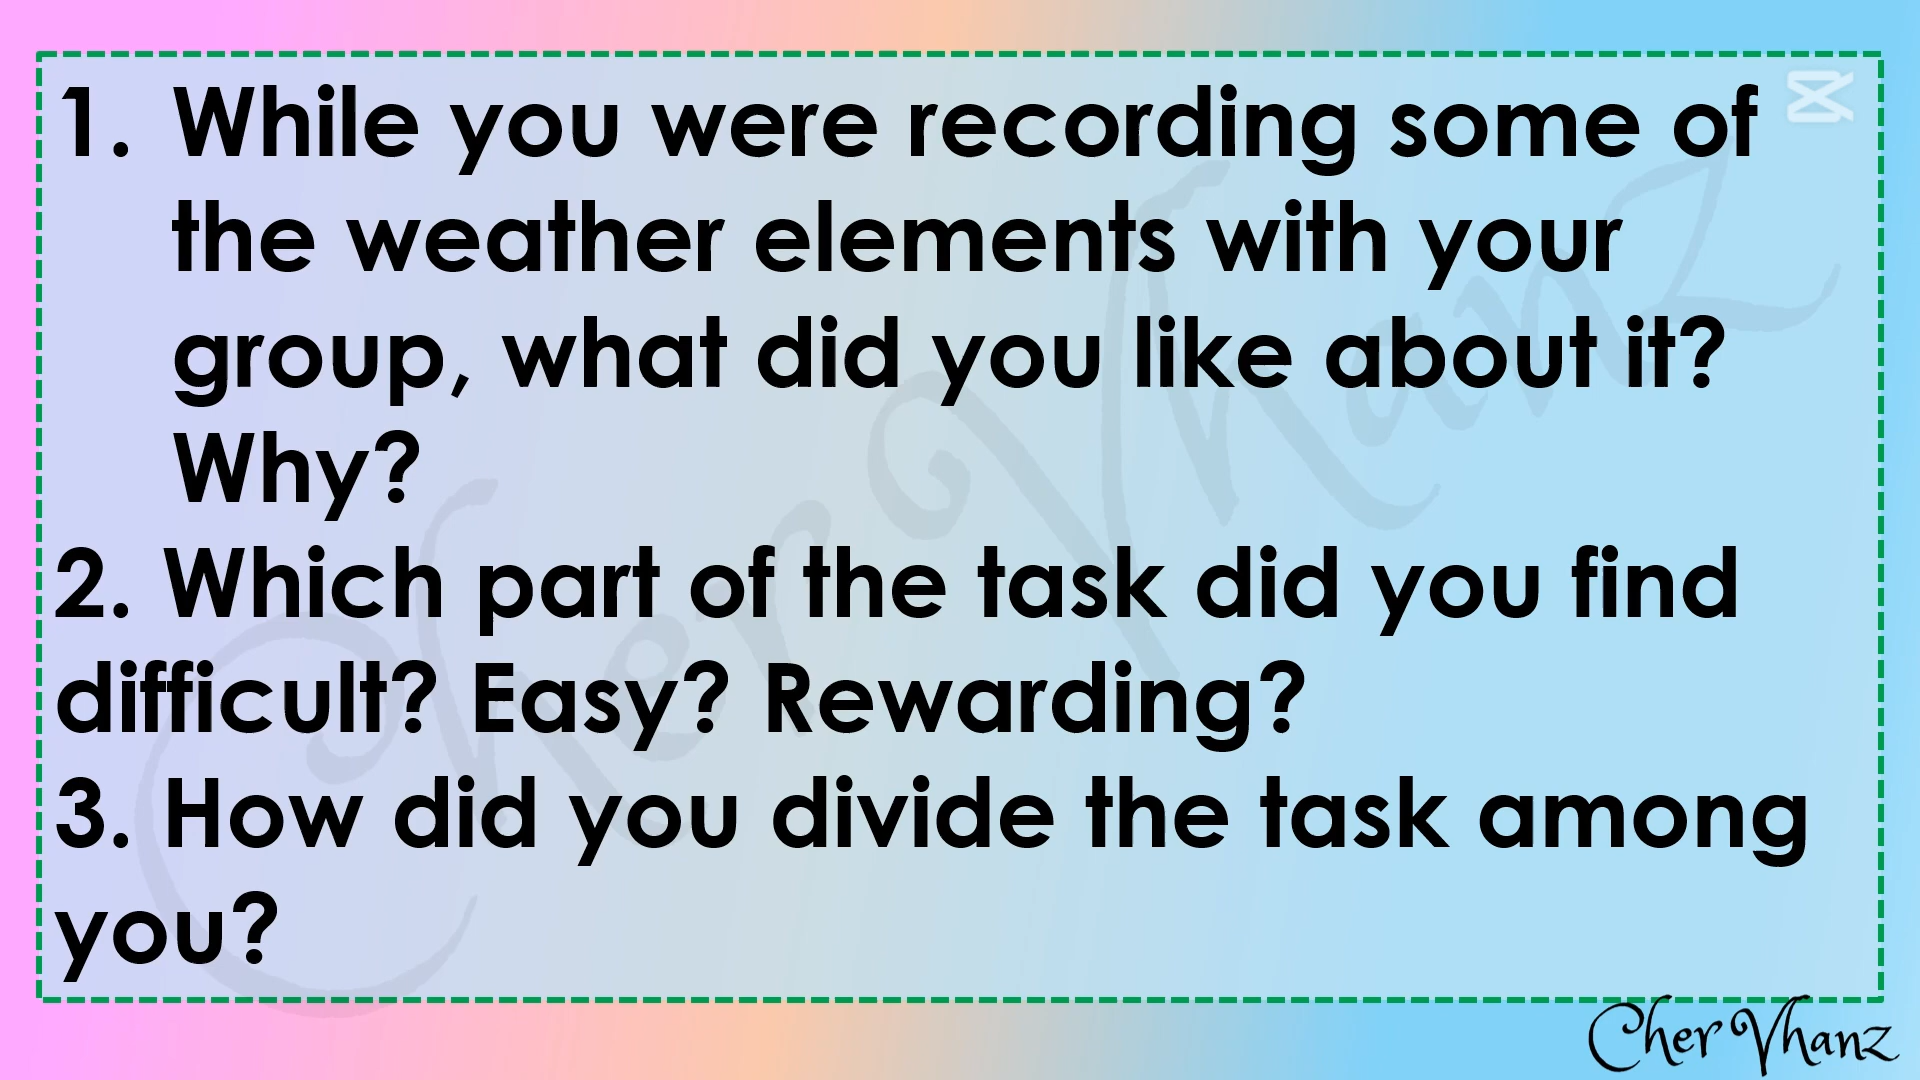 1. While you were recording some of
the weather elements with your
group, what did you like about it?
Why?
2. Which part of the task did you find
difficult? Easy? Rewarding?
3. How did you divide the task among
you?
Cher Vhanz
Cher Vhanz